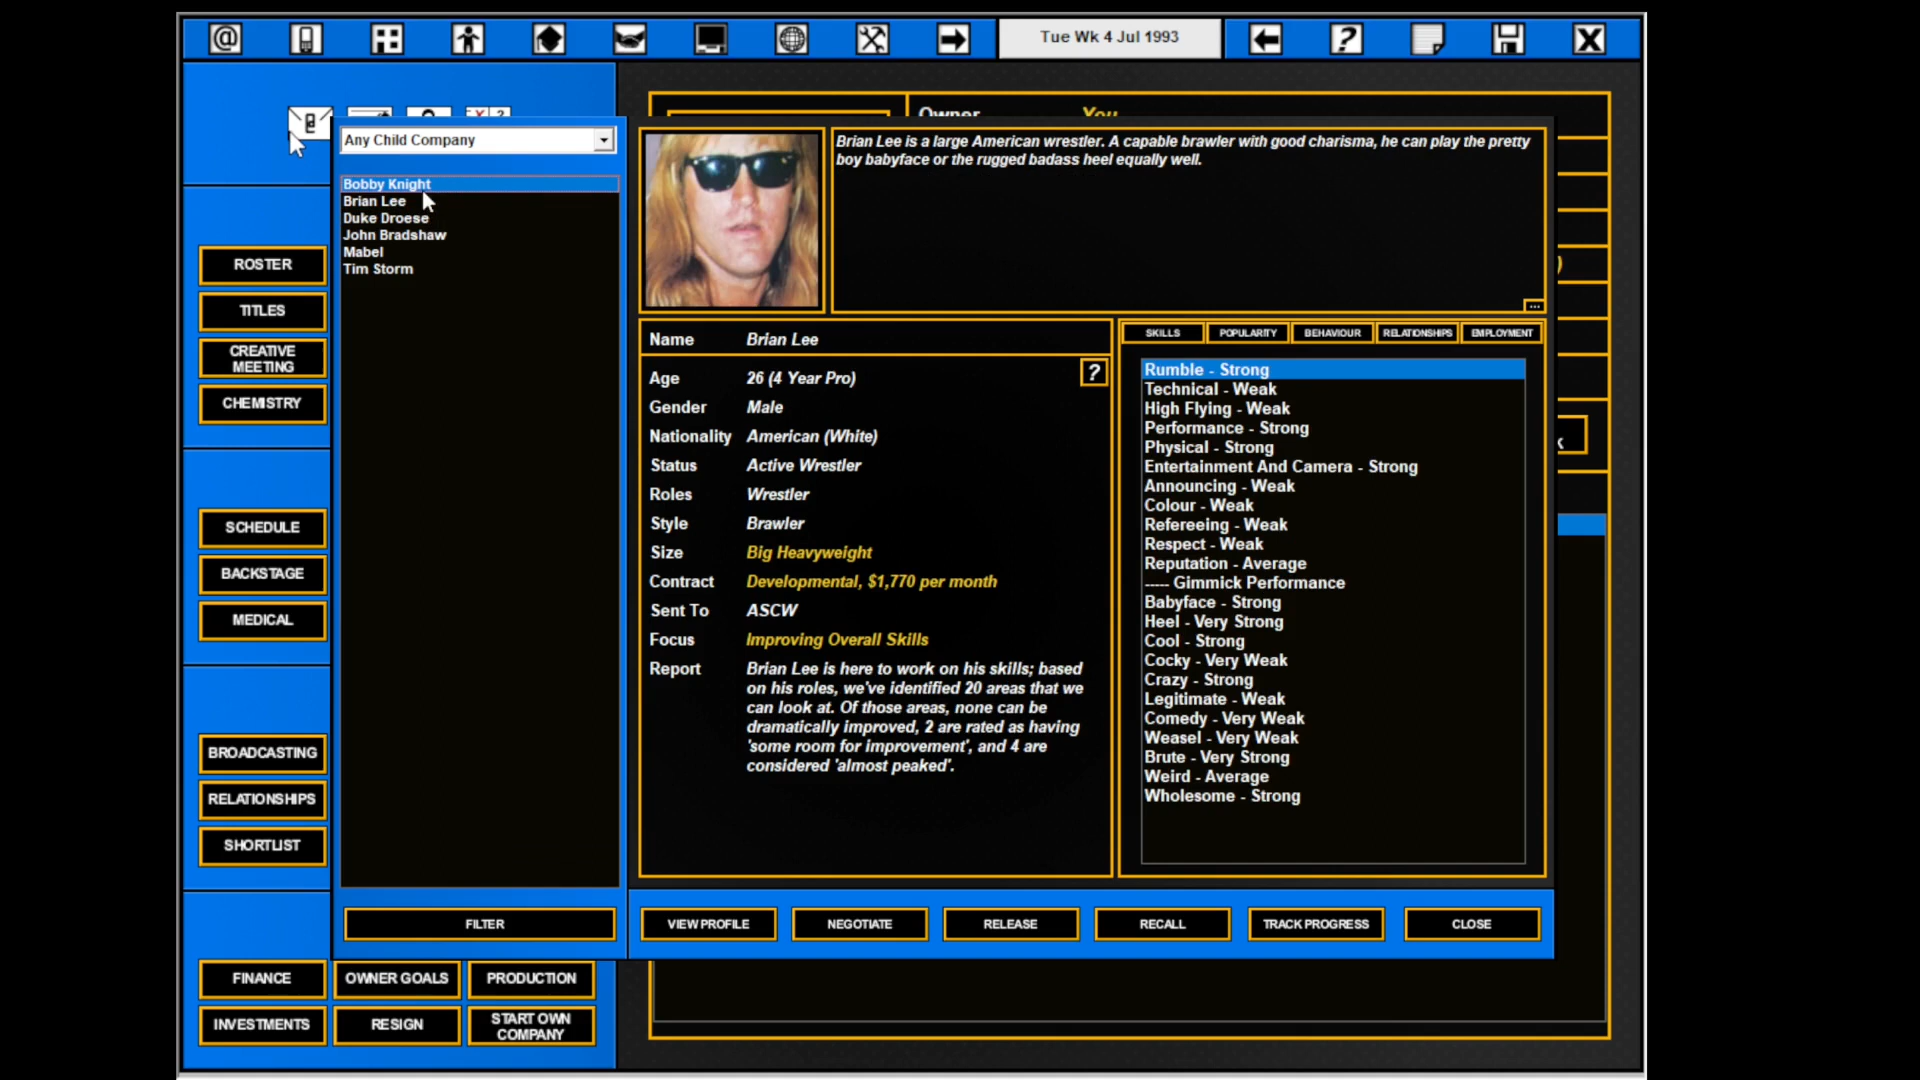 Tue Wk 4 Jul 1993
Owner
You
Any Child Company
Bobby Knight
Brian Lee
Duke Droese
John Bradshaw
Mabel
Tim Storm
ROSTER
TITLES
CREATIVE
MEETING
CHEMISTRY
SCHEDULE
BACKSTAGE
MEDICAL
BROADCASTING
RELATIONSHIPS
SHORTLIST
FINANCE
OWNER GOALS
PRODUCTION
INVESTMENTS
RESIGN
START OWN
COMPANY
FILTER
Brian Lee is a large American wrestler. A capable brawler with good charisma, he can play the pretty
boy babyface or the rugged badass heel equally well.
...
Name Brian Lee
?
Age 26 (4 Year Pro)
Gender Male
Nationality American (White)
Status Active Wrestler
Roles Wrestler
Style Brawler
Size Big Heavyweight
Contract Developmental, $1,770 per month
Sent To ASCW
Focus Improving Overall Skills
Report Brian Lee is here to work on his skills; based
on his roles, we've identified 20 areas that we
can look at. Of those areas, none can be
dramatically improved, 2 are rated as having
'some room for improvement', and 4 are
considered 'almost peaked'.
SKILLS POPULARITY BEHAVIOUR RELATIONSHIPS EMPLOYMENT
Rumble - Strong
Technical - Weak
High Flying - Weak
Performance - Strong
Physical - Strong
Entertainment And Camera - Strong
Announcing - Weak
Colour - Weak
Refereeing - Weak
Respect - Weak
Reputation - Average
----- Gimmick Performance
Babyface - Strong
Heel - Very Strong
Cool - Strong
Cocky - Very Weak
Crazy - Strong
Legitimate - Weak
Comedy - Very Weak
Weasel - Very Weak
Brute - Very Strong
Weird - Average
Wholesome - Strong
VIEW PROFILE NEGOTIATE RELEASE RECALL TRACK PROGRESS CLOSE